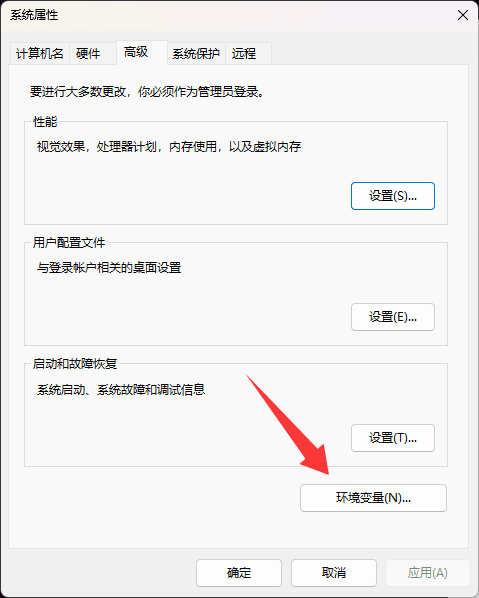 系统属性
计算机名 硬件 高级 系统保护 远程
要进行大多数更改，你必须作为管理员登录。
性能
视觉效果，处理器计划，内存使用，以及虚拟内存
设置(S)...
用户配置文件
与登录帐户相关的桌面设置
设置(E)...
启动和故障恢复
系统启动、系统故障和调试信息
设置(T)...
环境变量(N)...
确定 取消 应用(A)